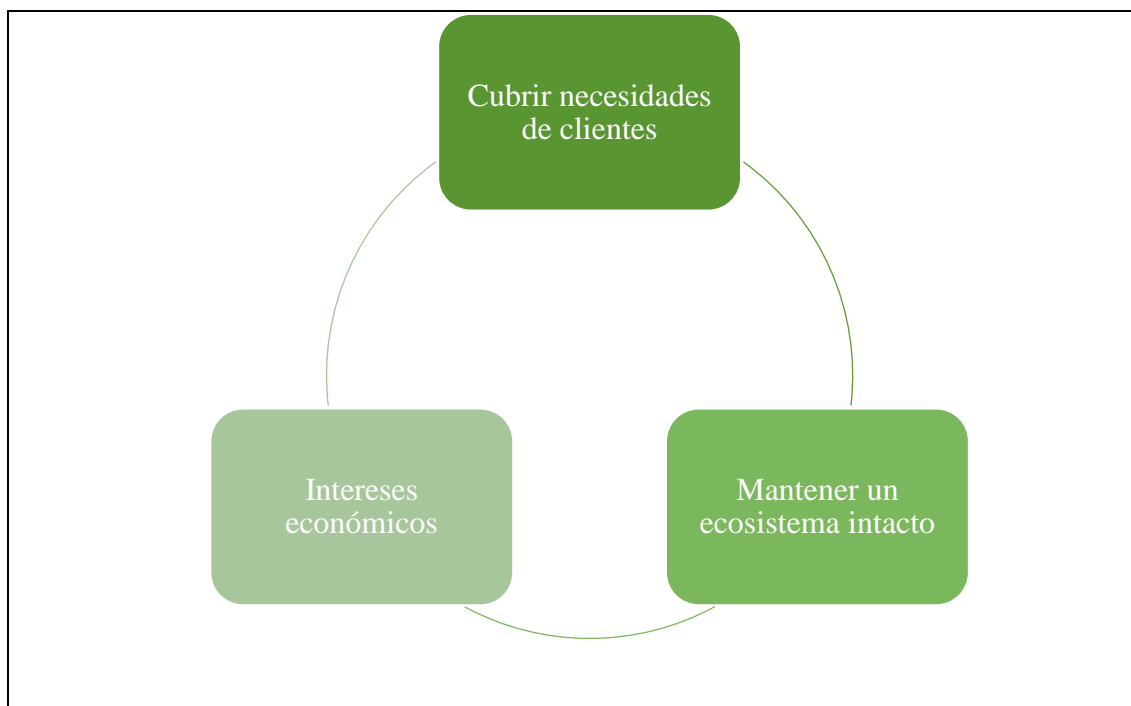 Cubrir necesidades
de clientes
Intereses
económicos
Mantener un
ecosistema intacto